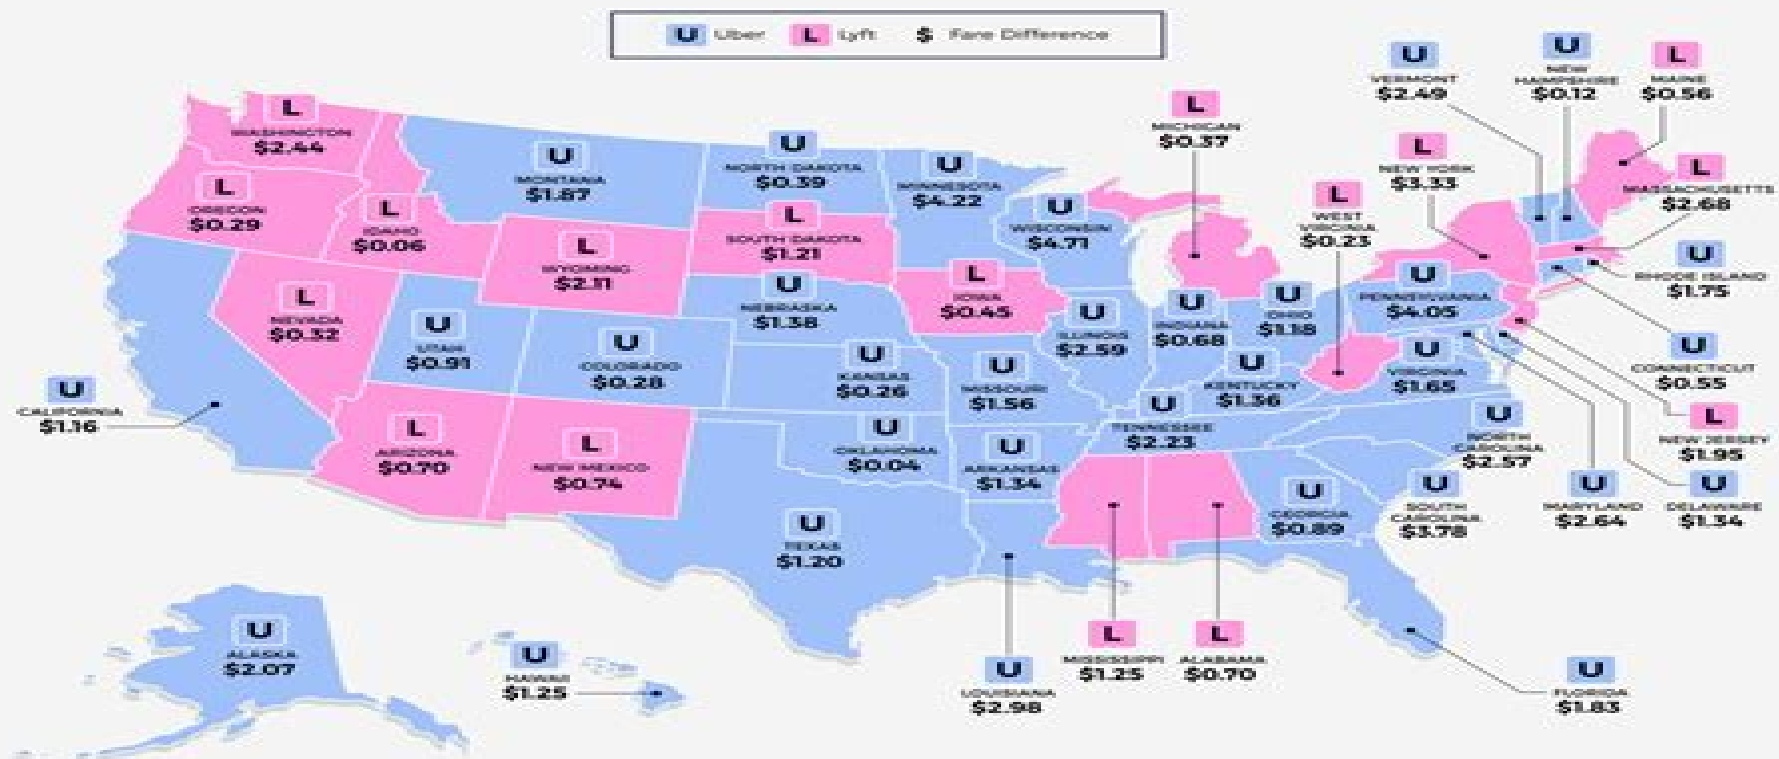 U Uber L Lyft $ Fare Difference
U
VERMONT
$2.49
U
NEW
HAMPSHIRE
$0.12
L
MAINE
$0.56
L
WASHINGTON
$2.44
U
MONTANA
$1.87
U
NORTH DAKOTA
$0.39
U
MINNESOTA
$4.22
L
MICHIGAN
$0.37
L
NEW YORK
$3.33
L
MASSACHUSETTS
$2.68
L
OREGON
$0.29
L
IDAHO
$0.06
L
WYOMING
$2.11
L
SOUTH DAKOTA
$1.21
U
WISCONSIN
$4.71
L
WEST
VIRGINIA
$0.23
U
RHODE ISLAND
$1.75
L
NEVADA
$0.32
U
UTAH
$0.91
U
COLORADO
$0.28
U
NEBRASKA
$1.38
L
IOWA
$0.45
U
ILLINOIS
$2.59
U
INDIANA
$0.68
U
OHIO
$1.18
U
PENNSYLVANIA
$4.05
U
CONNECTICUT
$0.55
U
CALIFORNIA
$1.16
U
KANSAS
$0.26
U
MISSOURI
$1.56
U
KENTUCKY
$1.36
U
VIRGINIA
$1.65
L
NEW JERSEY
$1.95
L
ARIZONA
$0.70
L
NEW MEXICO
$0.74
U
OKLAHOMA
$0.04
U
ARKANSAS
$1.34
U
TENNESSEE
$2.23
U
NORTH
CAROLINA
$2.57
U
TEXAS
$1.20
U
GEORGIA
$0.89
U
SOUTH
CAROLINA
$3.78
U
MARYLAND
$2.64
U
DELAWARE
$1.34
U
ALASKA
$2.07
U
HAWAII
$1.25
U
LOUISIANA
$2.98
L
MISSISSIPPI
$1.25
L
ALABAMA
$0.70
U
FLORIDA
$1.83